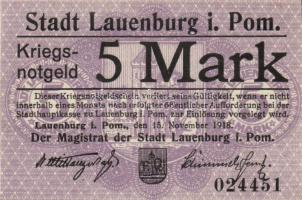 Stadt Lauenburg i. Pom.
Kriegs-
notgeld
5 Mark
Dieser Kriegsnotgeldschein verliert seine Gültigkeit, wenn er nicht
innerhalb eines Monats nach erfolgter öffentlicher Aufforderung bei der
Stadthauptkasse zu Lauenburg i. Pom. zur Einlösung vorgelegt wird.
Lauenburg i. Pom., den 15. November 1918.
Der Magistrat der Stadt Lauenburg i. Pom.
024451